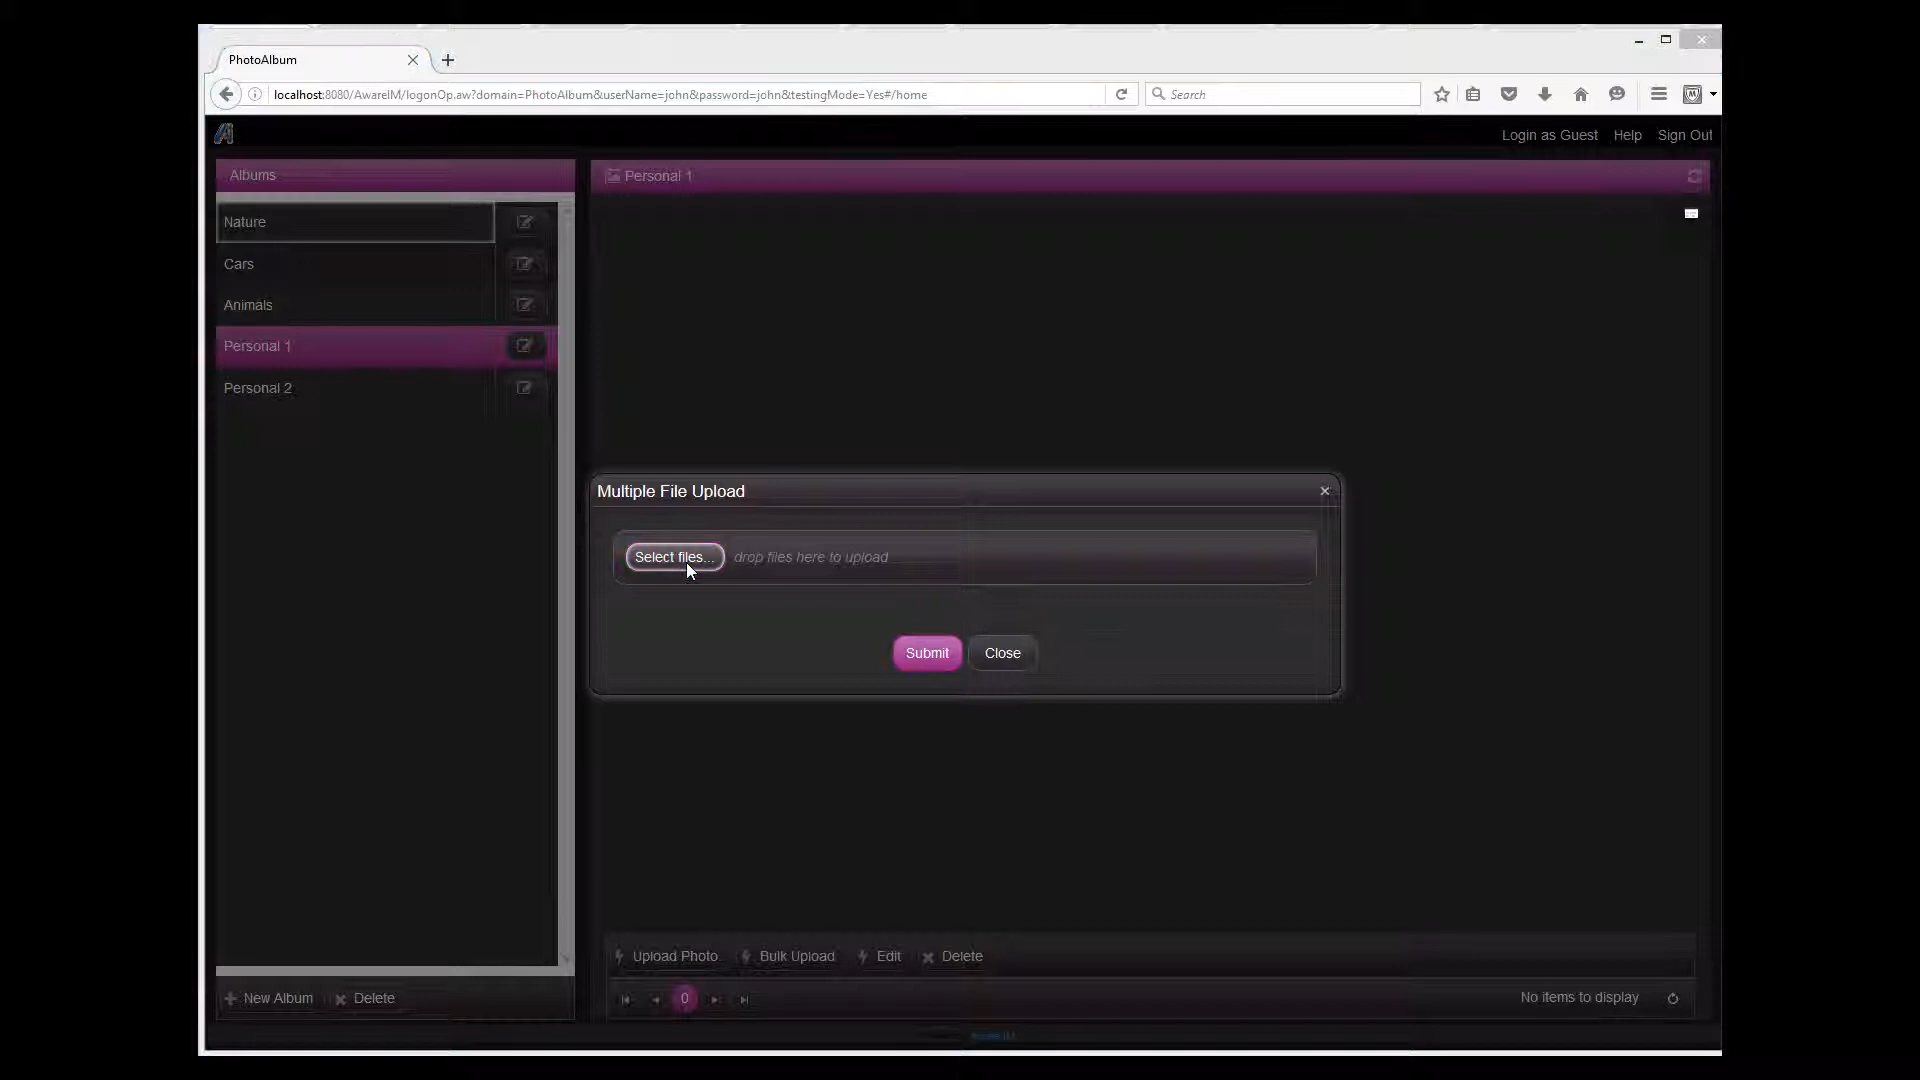 PhotoAlbum
localhost:8080/AwareIM/logonOp.aw?domain=PhotoAlbum&userName=john&password=john&testingMode=Yes#/home
Search
Login as Guest Help Sign Out
Albums
Personal 1
Nature
Cars
Animals
Personal 1
Personal 2
Multiple File Upload
Select files...
drop files here to upload
Submit
Close
Upload Photo Bulk Upload Edit Delete
New Album Delete
0
No items to display